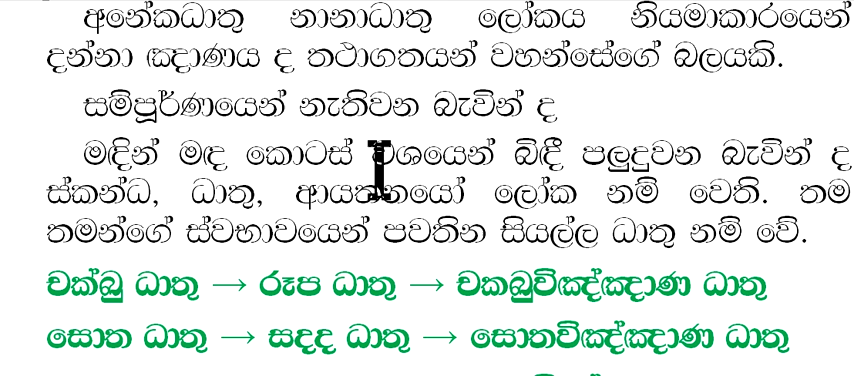 අනේකධාතු නානාධාතු ලෝකය නියමාකාරයෙන්
දන්නා ඤාණය ද තථාගතයන් වහන්සේගේ බලයකි.
සම්පූර්ණයෙන් නැතිවන බැවින් ද
මඳින් මඳ කොටස් වශයෙන් බිඳී පලුදුවන බැවින් ද
ස්කන්ධ, ධාතු, ආයතනයෝ ලෝක නම් වෙති. තම
තමන්ගේ ස්වභාවයෙන් පවතින සියල්ල ධාතු නම් වේ.
චක්ඛු ධාතු → රූප ධාතු → චකඛුවිඤ්ඤාණ ධාතු
සොත ධාතු → සදද ධාතු → සොතවිඤ්ඤාණ ධාතු